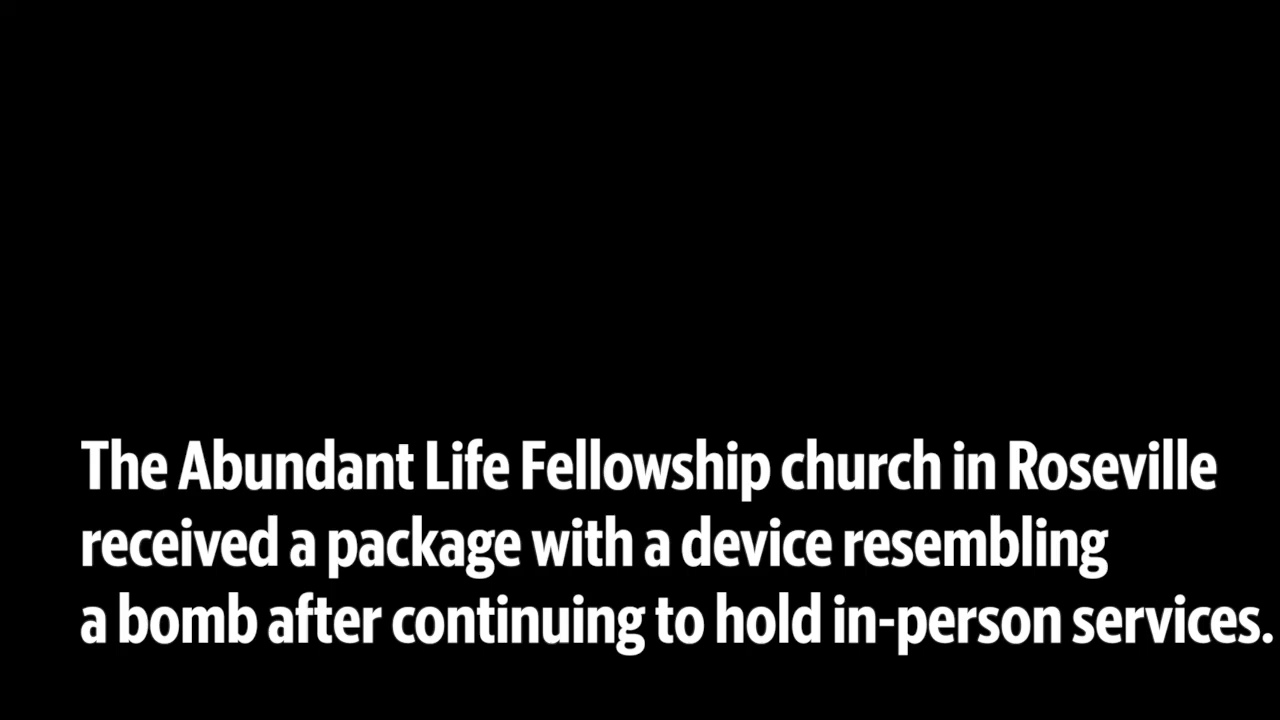 The Abundant Life Fellowship church in Roseville
received a package with a device resembling
a bomb after continuing to hold in-person services.